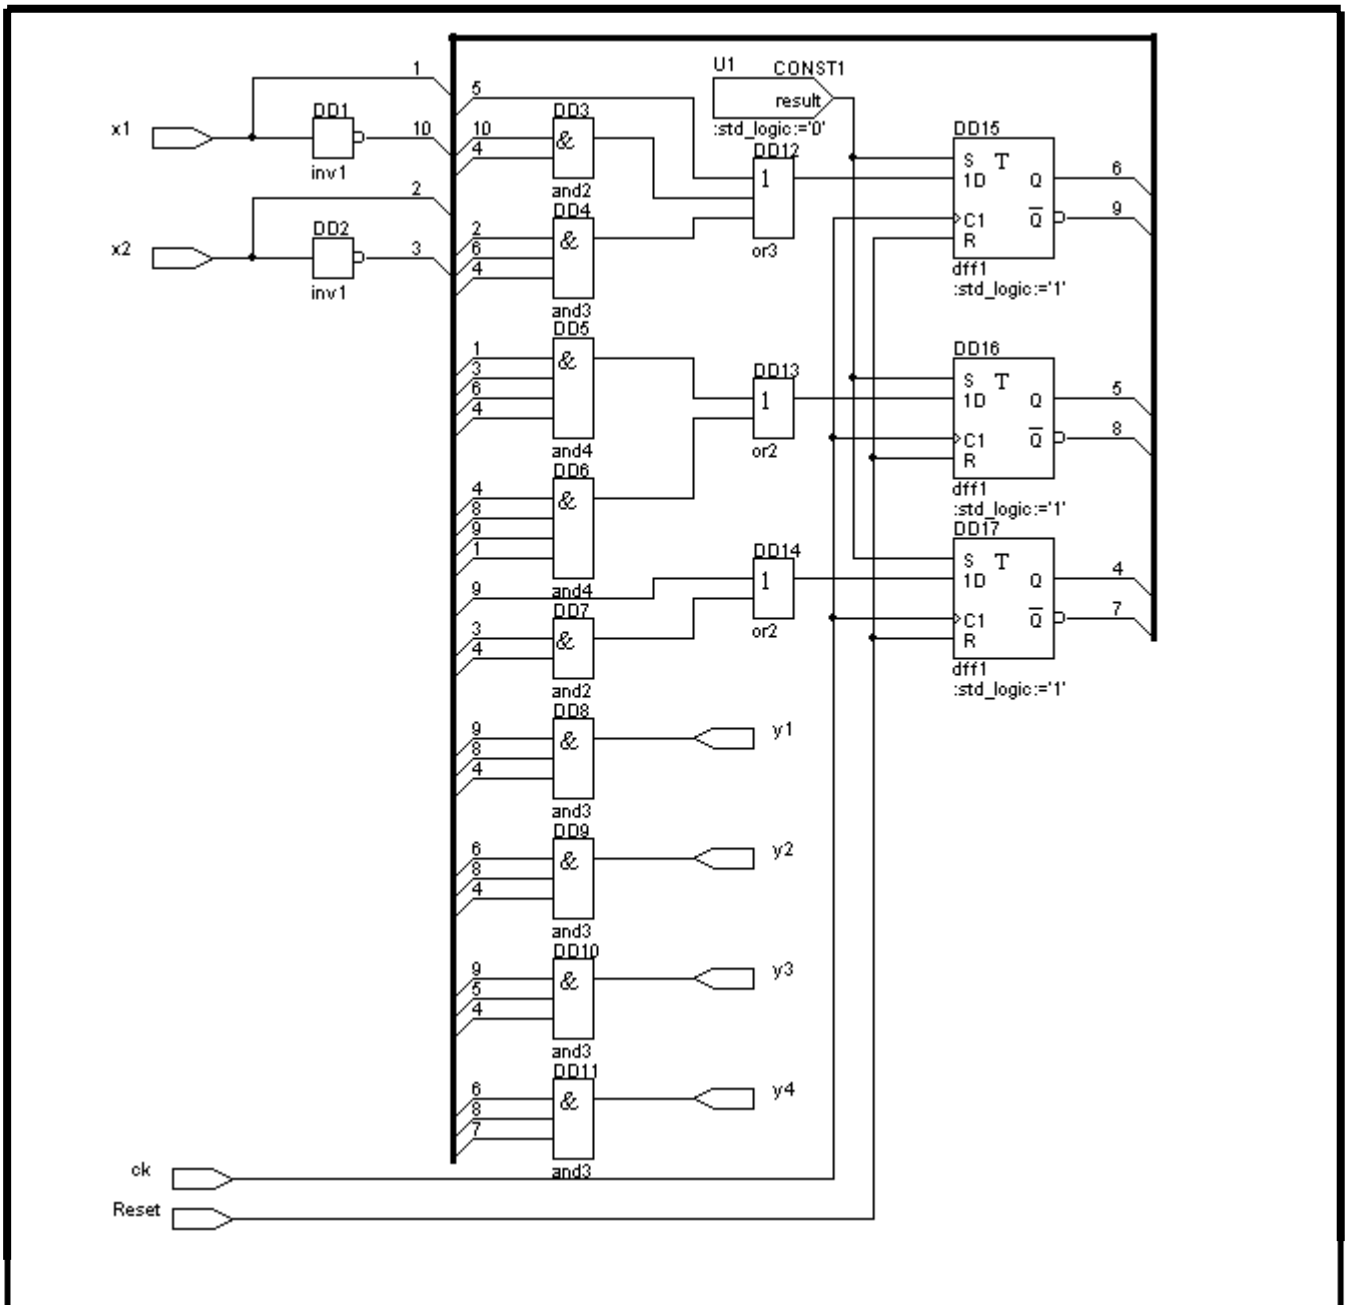 x1
1
DD1
10
inv1
x2
2
DD2
3
inv1
5
10
4
DD3
&
and2
2
6
4
DD4
&
and3
1
3
6
4
DD5
&
and4
4
8
9
1
DD6
&
and4
9
3
4
DD7
&
and2
9
8
4
DD8
&
and3
y1
6
8
4
DD9
&
and3
y2
9
5
4
DD10
&
and3
y3
6
8
7
DD11
&
and3
y4
U1 CONST1
result
:std_logic:='0'
DD12
1
or3
DD13
1
or2
DD14
1
or2
DD15
S T
1D Q
C1 Q
R
dff1
:std_logic:='1'
6
9
DD16
S T
1D Q
C1 Q
R
dff1
:std_logic:='1'
5
8
DD17
S T
1D Q
C1 Q
R
dff1
:std_logic:='1'
4
7
ck
Reset